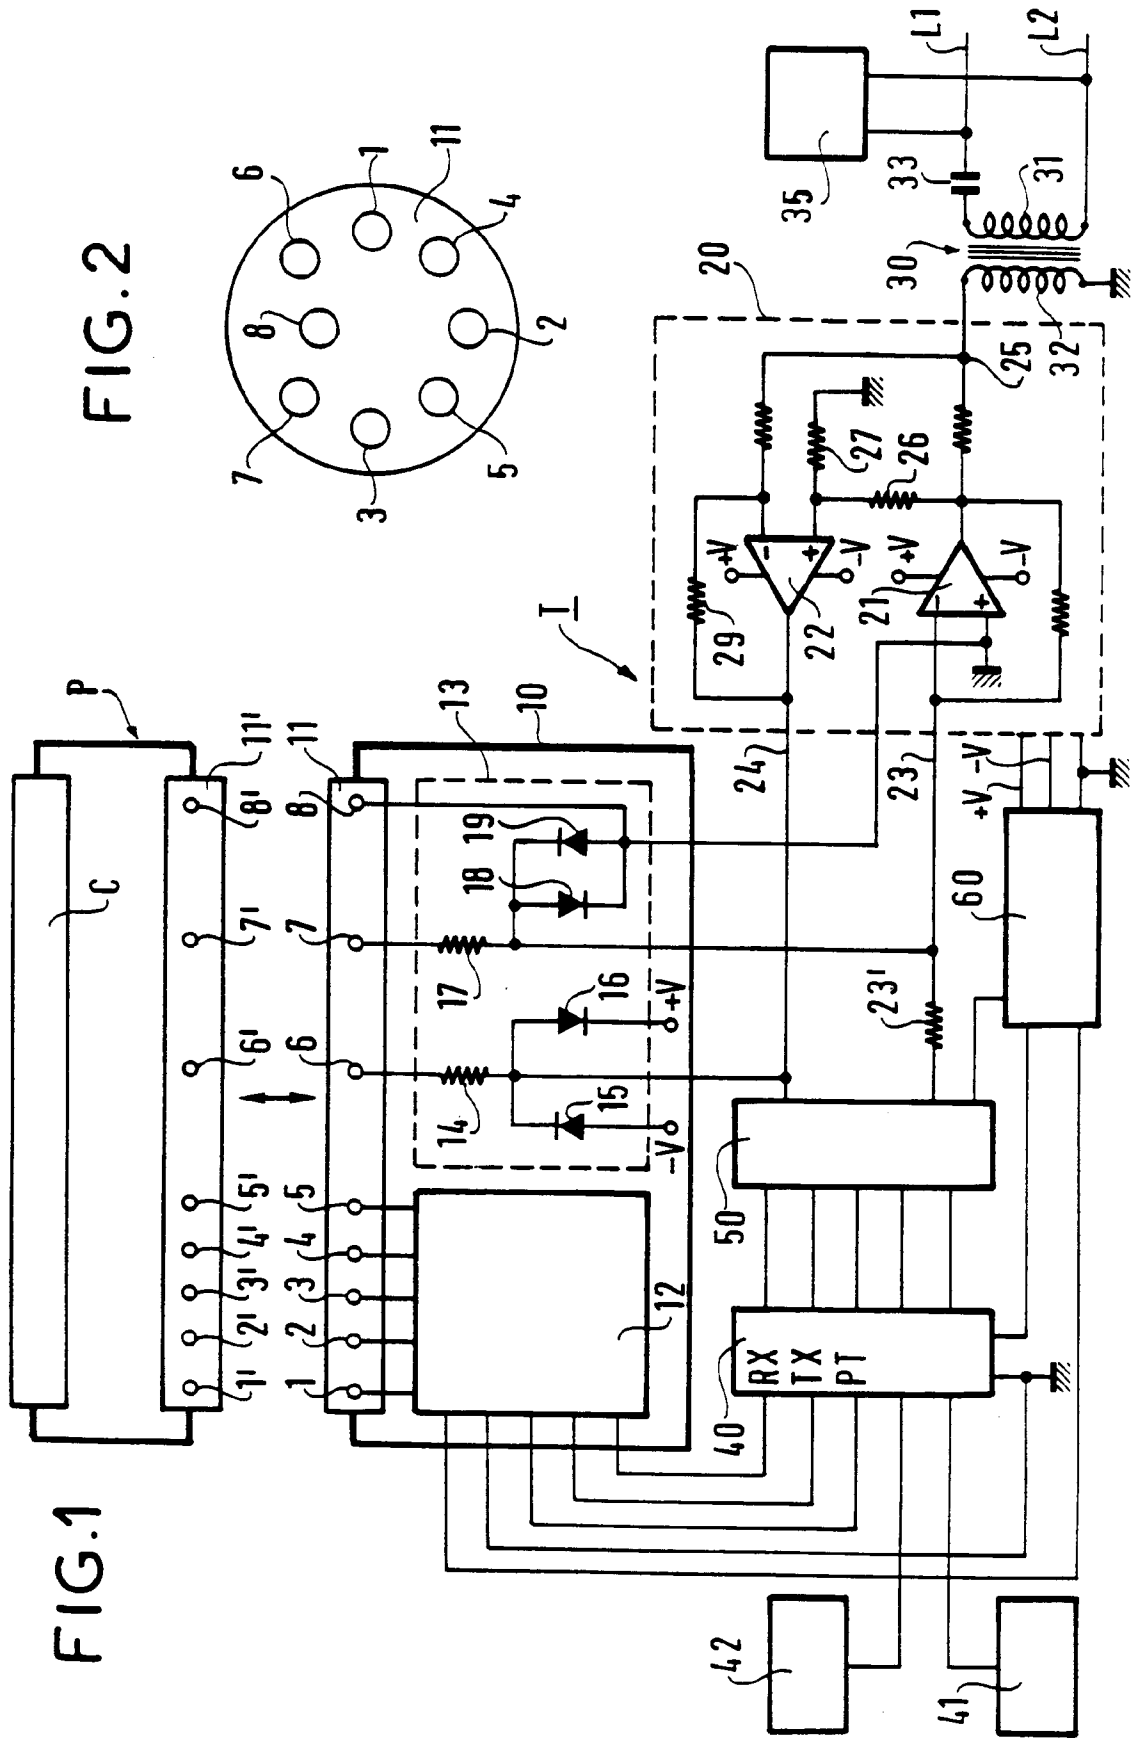 FIG.1
P
C
1' 2' 3' 4' 5' 6' 7' 8' 11'
1 2 3 4 5 6 7 8 11
10
13
14 15 16 17 18 19
-V +V
12
T
20
24
29
22
+V
-V
-
+
27
26
21
+V
-V
-
+
25
23
23'
30
32
31
33
35
L1
L2
50
40
RX
TX
PT
42
41
60
+V
-V
FIG.2
1
2
3
4
5
6
7
8
11